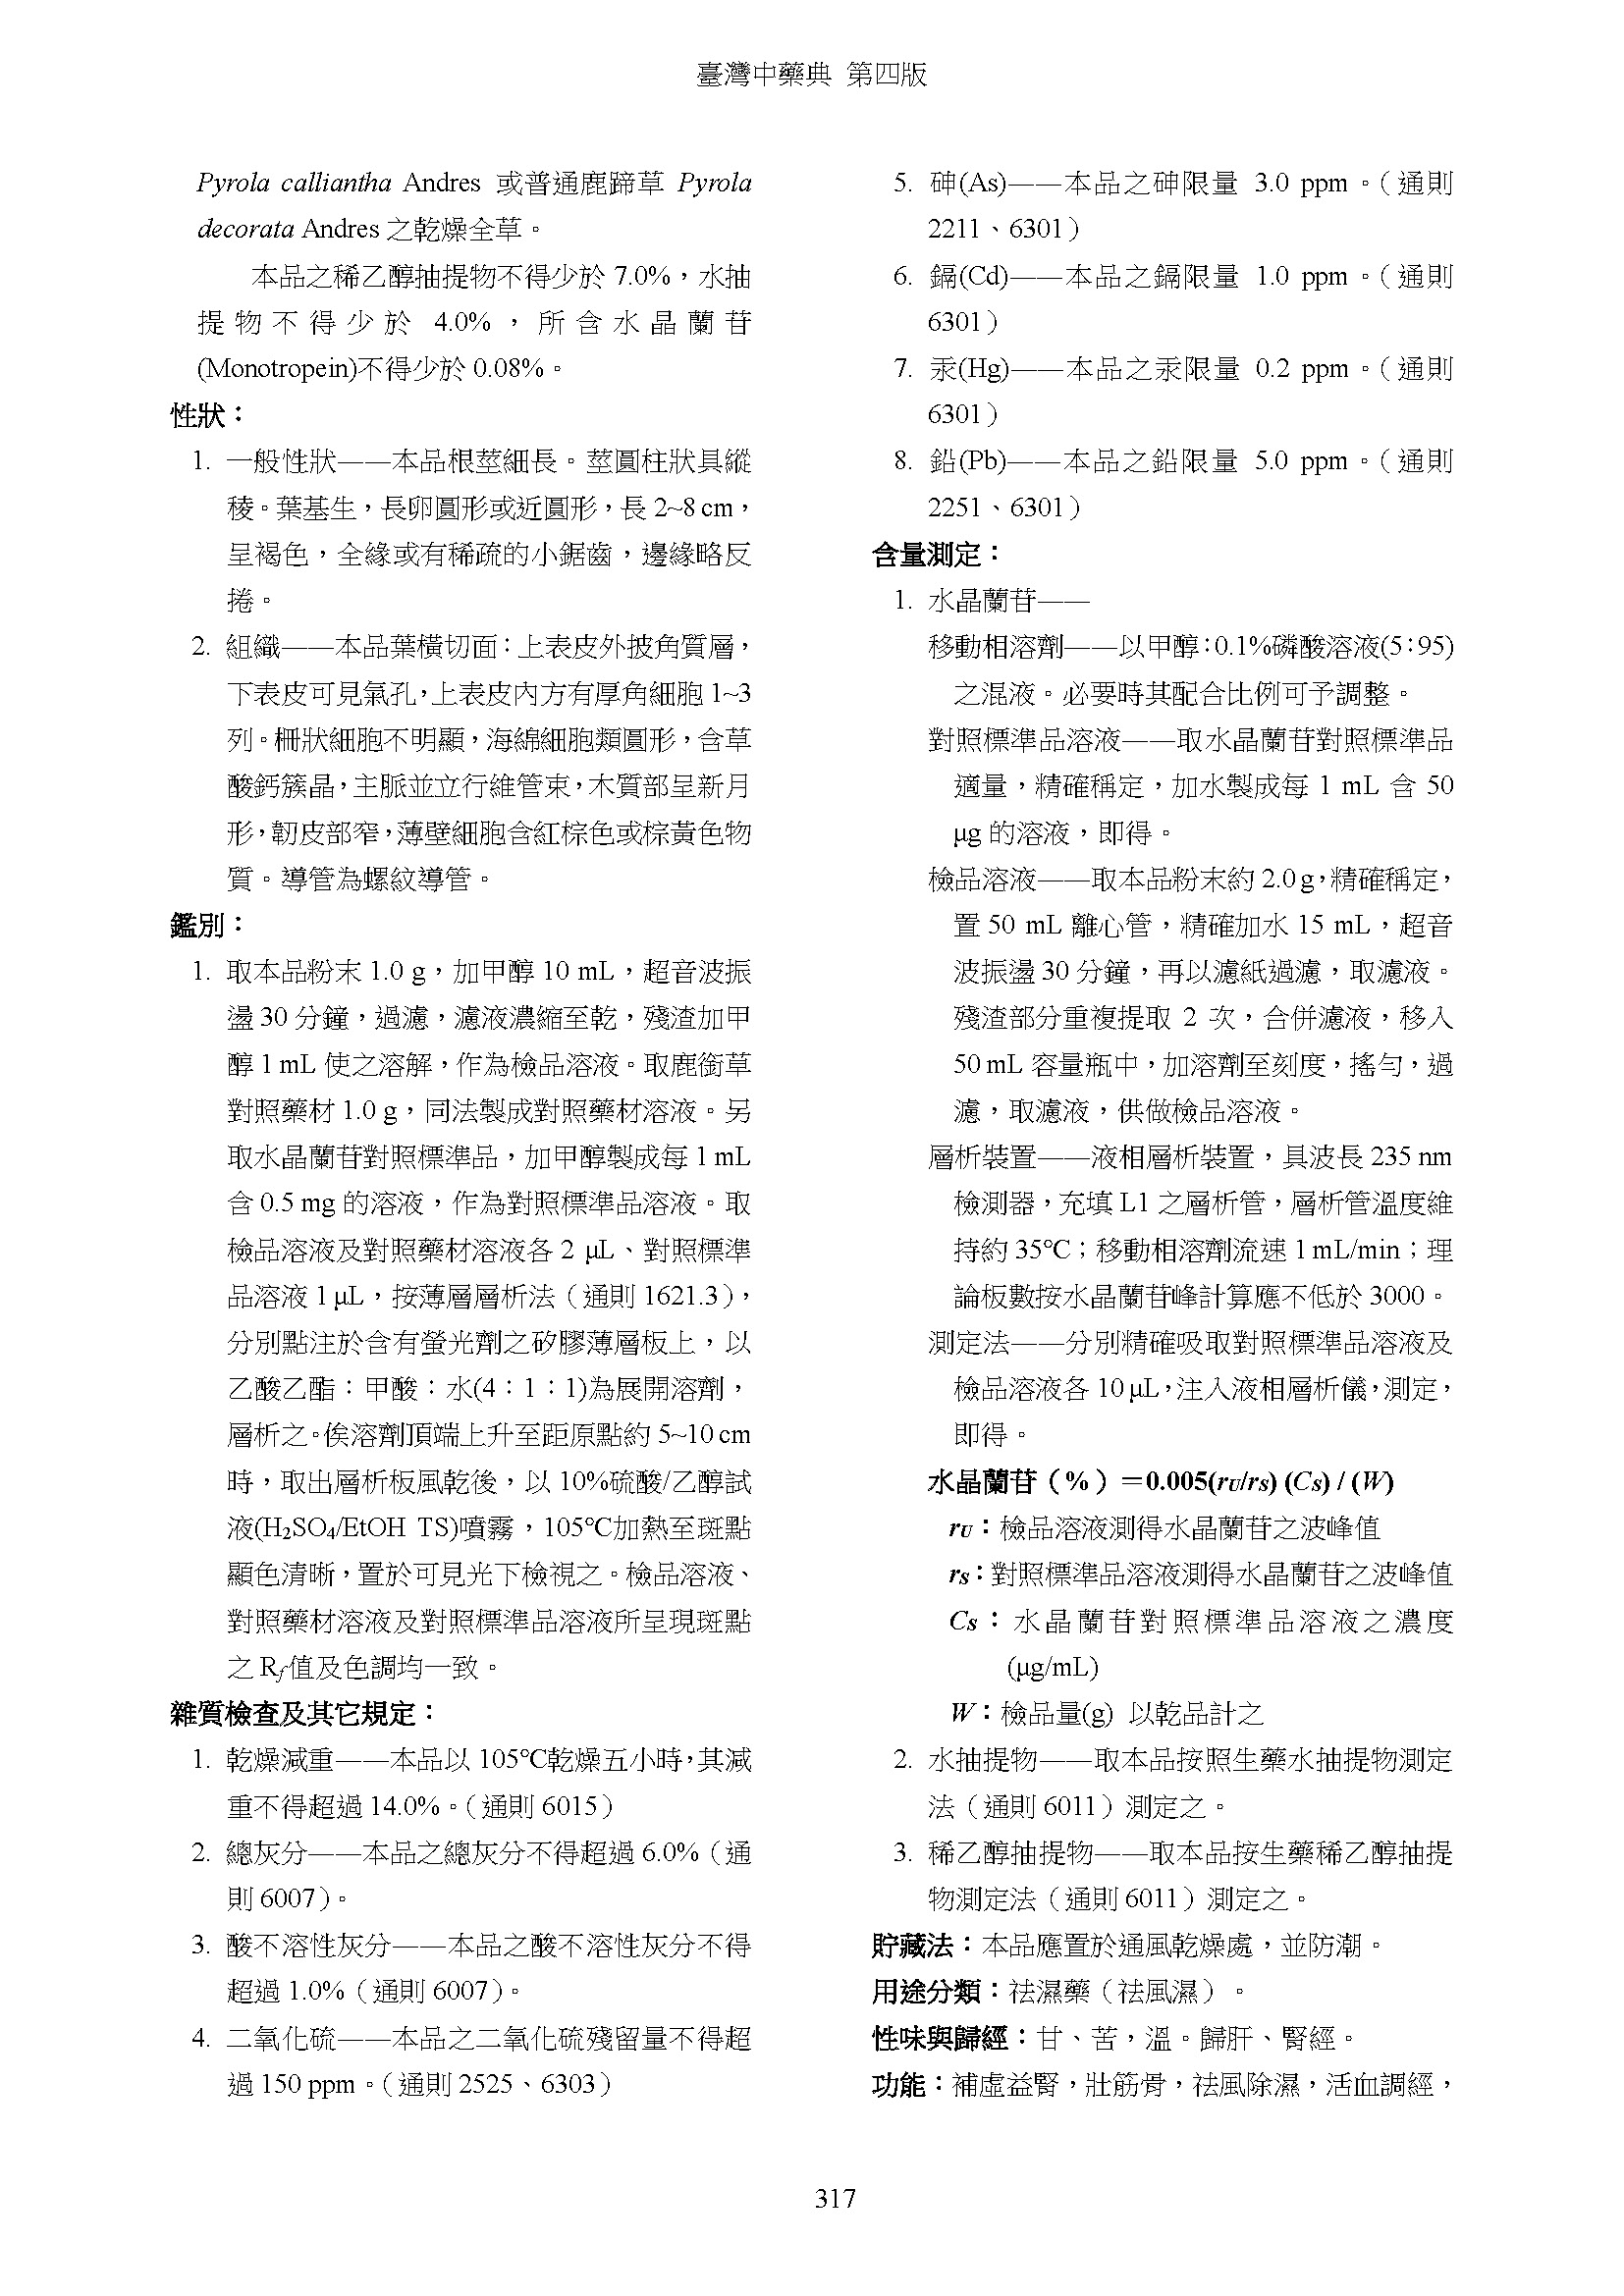 臺灣中藥典 第四版
Pyrola calliantha Andres 或普通鹿蹄草 Pyrola
decorata Andres 之乾燥全草。
本品之稀乙醇抽提物不得少於 7.0%，水抽
提物不得少於 4.0%，所含水晶蘭苷
(Monotropein)不得少於 0.08%。
性狀：
1. 一般性狀——本品根莖細長。莖圓柱狀具縱
稜。葉基生，長卵圓形或近圓形，長 2~8 cm，
呈褐色，全緣或有稀疏的小鋸齒，邊緣略反
捲。
2. 組織——本品葉橫切面：上表皮外披角質層，
下表皮可見氣孔，上表皮內方有厚角細胞 1~3
列。柵狀細胞不明顯，海綿細胞類圓形，含草
酸鈣簇晶，主脈並立行維管束，木質部呈新月
形，韌皮部窄，薄壁細胞含紅棕色或棕黃色物
質。導管為螺紋導管。
鑑別：
1. 取本品粉末 1.0 g，加甲醇 10 mL，超音波振
盪 30 分鐘，過濾，濾液濃縮至乾，殘渣加甲
醇 1 mL 使之溶解，作為檢品溶液。取鹿銜草
對照藥材 1.0 g，同法製成對照藥材溶液。另
取水晶蘭苷對照標準品，加甲醇製成每 1 mL
含 0.5 mg 的溶液，作為對照標準品溶液。取
檢品溶液及對照藥材溶液各 2 μL、對照標準
品溶液 1 μL，按薄層層析法（通則 1621.3），
分別點注於含有螢光劑之矽膠薄層板上，以
乙酸乙酯：甲酸：水(4：1：1)為展開溶劑，
層析之。俟溶劑頂端上升至距原點約 5~10 cm
時，取出層析板風乾後，以 10%硫酸/乙醇試
液(H₂SO₄/EtOH TS)噴霧，105℃加熱至斑點
顯色清晰，置於可見光下檢視之。檢品溶液、
對照藥材溶液及對照標準品溶液所呈現斑點
之 Rf值及色調均一致。
雜質檢查及其它規定：
1. 乾燥減重——本品以 105℃乾燥五小時，其減
重不得超過 14.0%。（通則 6015）
2. 總灰分——本品之總灰分不得超過 6.0%（通
則 6007）。
3. 酸不溶性灰分——本品之酸不溶性灰分不得
超過 1.0%（通則 6007）。
4. 二氧化硫——本品之二氧化硫殘留量不得超
過 150 ppm。（通則 2525、6303）
5. 砷(As)——本品之砷限量 3.0 ppm。（通則
2211、6301）
6. 鎘(Cd)——本品之鎘限量 1.0 ppm。（通則
6301）
7. 汞(Hg)——本品之汞限量 0.2 ppm。（通則
6301）
8. 鉛(Pb)——本品之鉛限量 5.0 ppm。（通則
2251、6301）
含量測定：
1. 水晶蘭苷——
移動相溶劑——以甲醇：0.1%磷酸溶液(5：95)
之混液。必要時其配合比例可予調整。
對照標準品溶液——取水晶蘭苷對照標準品
適量，精確稱定，加水製成每 1 mL 含 50
μg 的溶液，即得。
檢品溶液——取本品粉末約 2.0 g，精確稱定，
置 50 mL 離心管，精確加水 15 mL，超音
波振盪 30 分鐘，再以濾紙過濾，取濾液。
殘渣部分重複提取 2 次，合併濾液，移入
50 mL 容量瓶中，加溶劑至刻度，搖勻，過
濾，取濾液，供做檢品溶液。
層析裝置——液相層析裝置，具波長 235 nm
檢測器，充填 L1 之層析管，層析管溫度維
持約 35℃；移動相溶劑流速 1 mL/min；理
論板數按水晶蘭苷峰計算應不低於 3000。
測定法——分別精確吸取對照標準品溶液及
檢品溶液各 10 μL，注入液相層析儀，測定，
即得。
水晶蘭苷（%）＝0.005(rU/rS) (CS) / (W)
rU：檢品溶液測得水晶蘭苷之波峰值
rS：對照標準品溶液測得水晶蘭苷之波峰值
CS：水晶蘭苷對照標準品溶液之濃度
(μg/mL)
W：檢品量(g) 以乾品計之
2. 水抽提物——取本品按照生藥水抽提物測定
法（通則 6011）測定之。
3. 稀乙醇抽提物——取本品按生藥稀乙醇抽提
物測定法（通則 6011）測定之。
貯藏法：本品應置於通風乾燥處，並防潮。
用途分類：祛濕藥（祛風濕）。
性味與歸經：甘、苦，溫。歸肝、腎經。
功能：補虛益腎，壯筋骨，祛風除濕，活血調經，
317